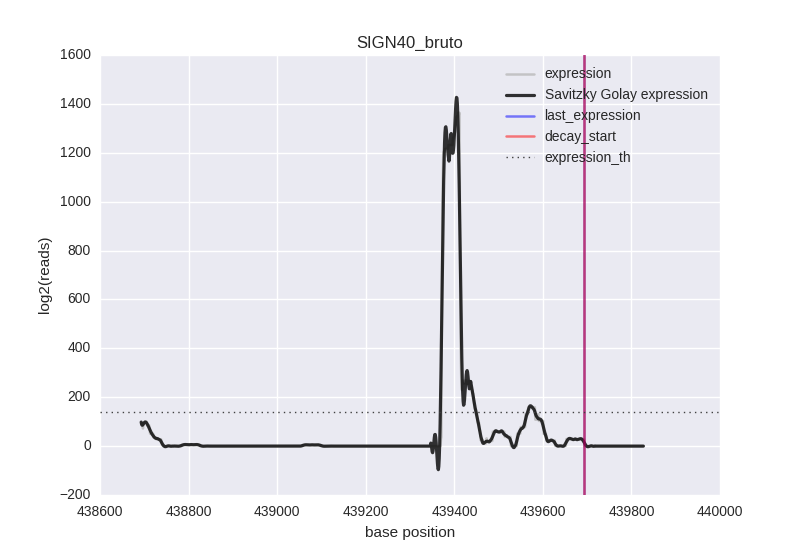 SIGN40_bruto
1600
1400
1200
1000
800
600
400
200
0
−200
log2(reads)
expression
Savitzky Golay expression
last_expression
decay_start
expression_th
438600 438800 439000 439200 439400 439600 439800 440000
base position